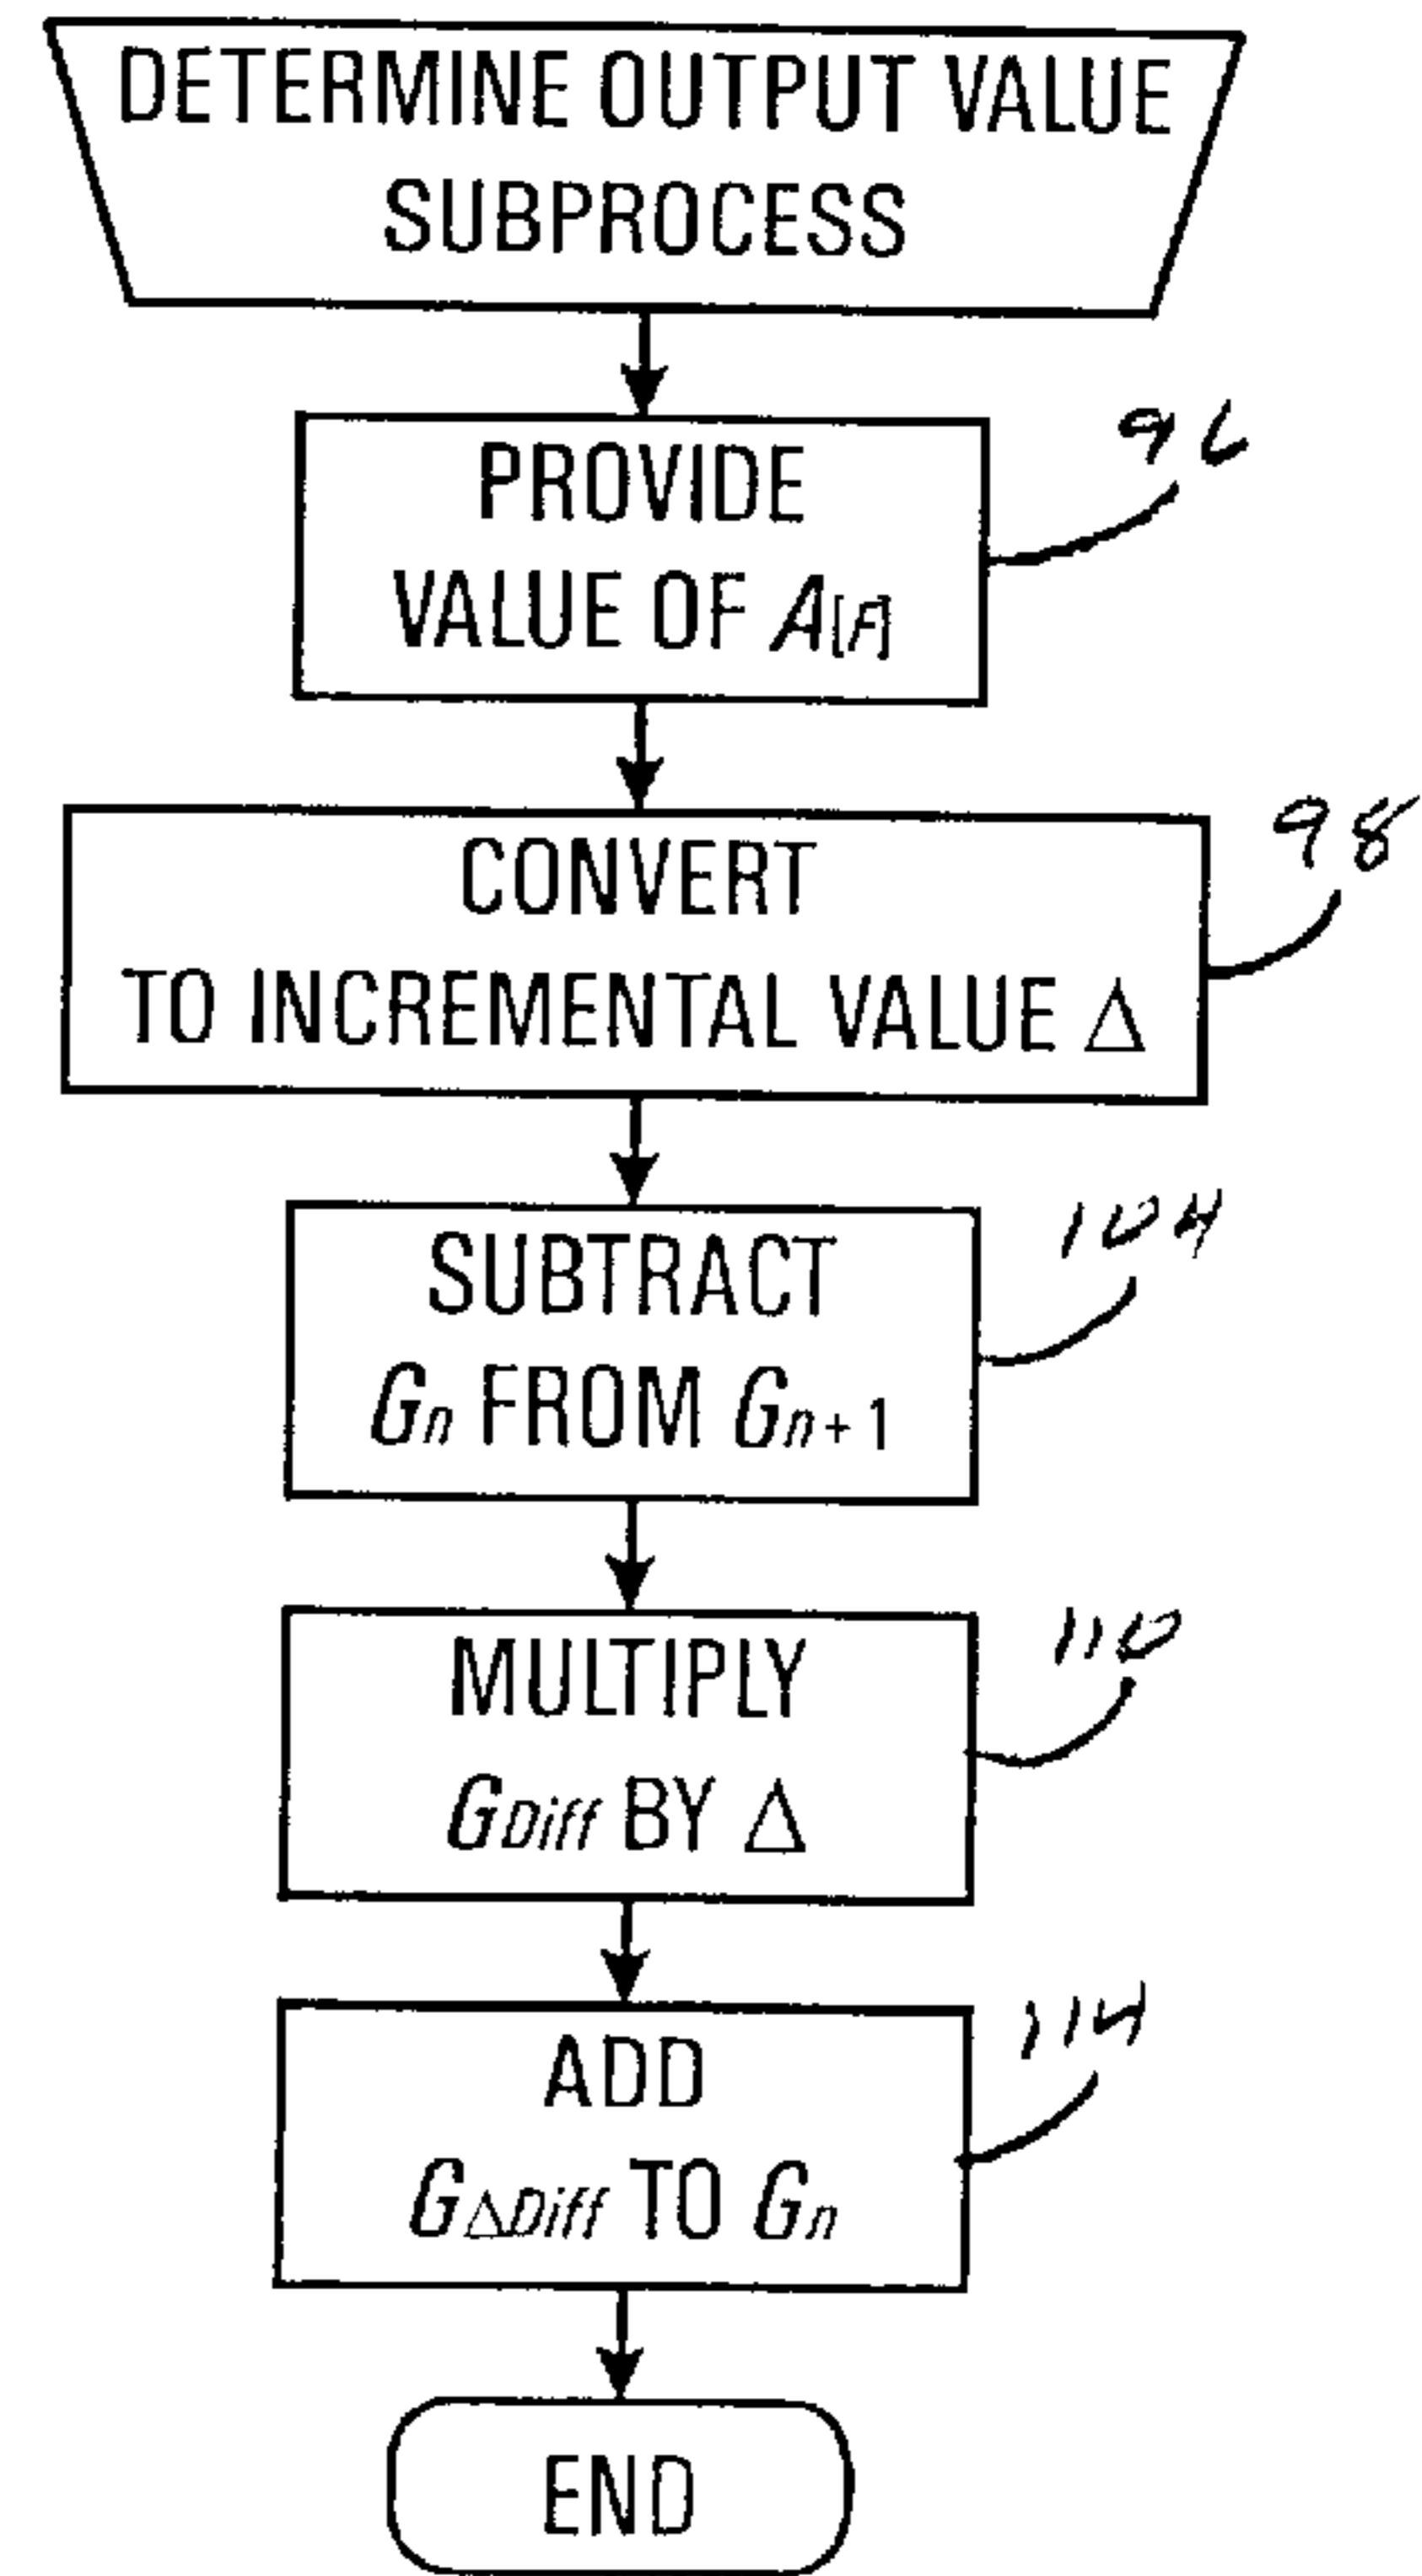 DETERMINE OUTPUT VALUE
SUBPROCESS
PROVIDE
VALUE OF A[F]
96
CONVERT
TO INCREMENTAL VALUE Δ
98
SUBTRACT
Gn FROM Gn+1
104
MULTIPLY
GDiff BY Δ
110
ADD
GΔDiff TO Gn
114
END